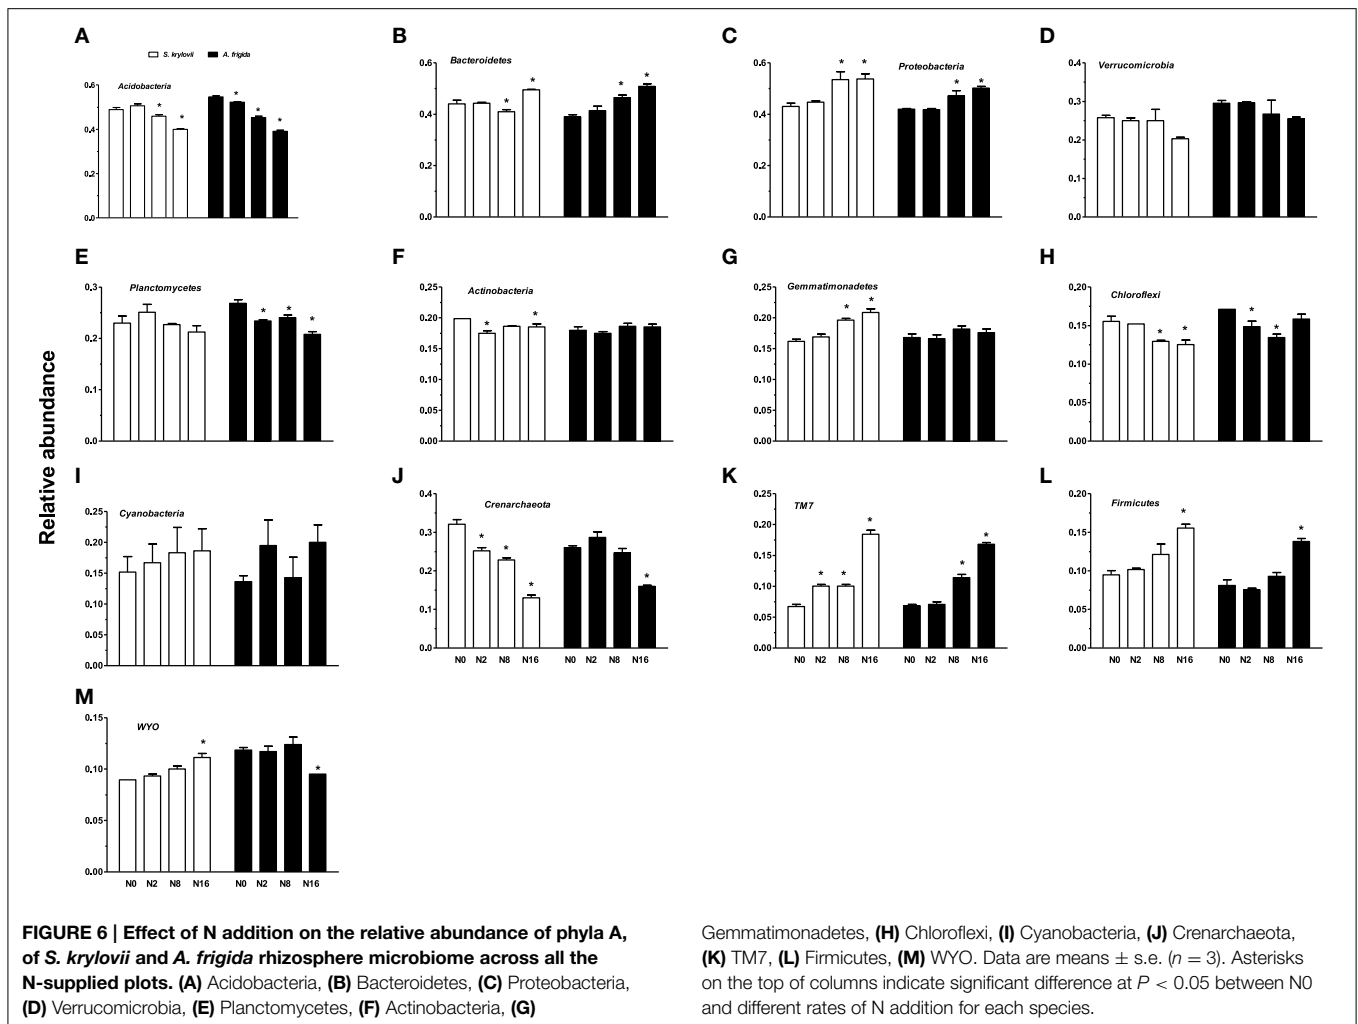 A
B
C
D
S. krylovii
A. frigida
Acidobacteria
Bacteroidetes
Proteobacteria
Verrucomicrobia
0.6
0.4
0.2
0.0
* * * * *
0.6
0.4
0.2
0.0
* * * *
0.6
0.4
0.2
0.0
* * * *
0.4
0.3
0.2
0.1
0.0
E
F
G
H
Planctomycetes
Actinobacteria
Gemmatimonadetes
Chloroflexi
0.3
0.2
0.1
0.0
* * *
0.25
0.20
0.15
0.10
0.05
0.00
* *
0.25
0.20
0.15
0.10
0.05
0.00
* *
0.20
0.15
0.10
0.05
0.00
* * * *
Relative abundance
I
J
K
L
Cyanobacteria
Crenarchaeota
TM7
Firmicutes
0.25
0.20
0.15
0.10
0.05
0.00
0.4
0.3
0.2
0.1
0.0
* * * *
N0 N2 N8 N16 N0 N2 N8 N16
0.25
0.20
0.15
0.10
0.05
0.00
* * * * *
N0 N2 N8 N16 N0 N2 N8 N16
0.20
0.15
0.10
0.05
0.00
* *
N0 N2 N8 N16 N0 N2 N8 N16
M
WYO
0.15
0.10
0.05
0.00
* *
N0 N2 N8 N16 N0 N2 N8 N16
FIGURE 6 | Effect of N addition on the relative abundance of phyla A,
of S. krylovii and A. frigida rhizosphere microbiome across all the
N-supplied plots. (A) Acidobacteria, (B) Bacteroidetes, (C) Proteobacteria,
(D) Verrucomicrobia, (E) Planctomycetes, (F) Actinobacteria, (G)
Gemmatimonadetes, (H) Chloroflexi, (I) Cyanobacteria, (J) Crenarchaeota,
(K) TM7, (L) Firmicutes, (M) WYO. Data are means ± s.e. (n = 3). Asterisks
on the top of columns indicate significant difference at P < 0.05 between N0
and different rates of N addition for each species.